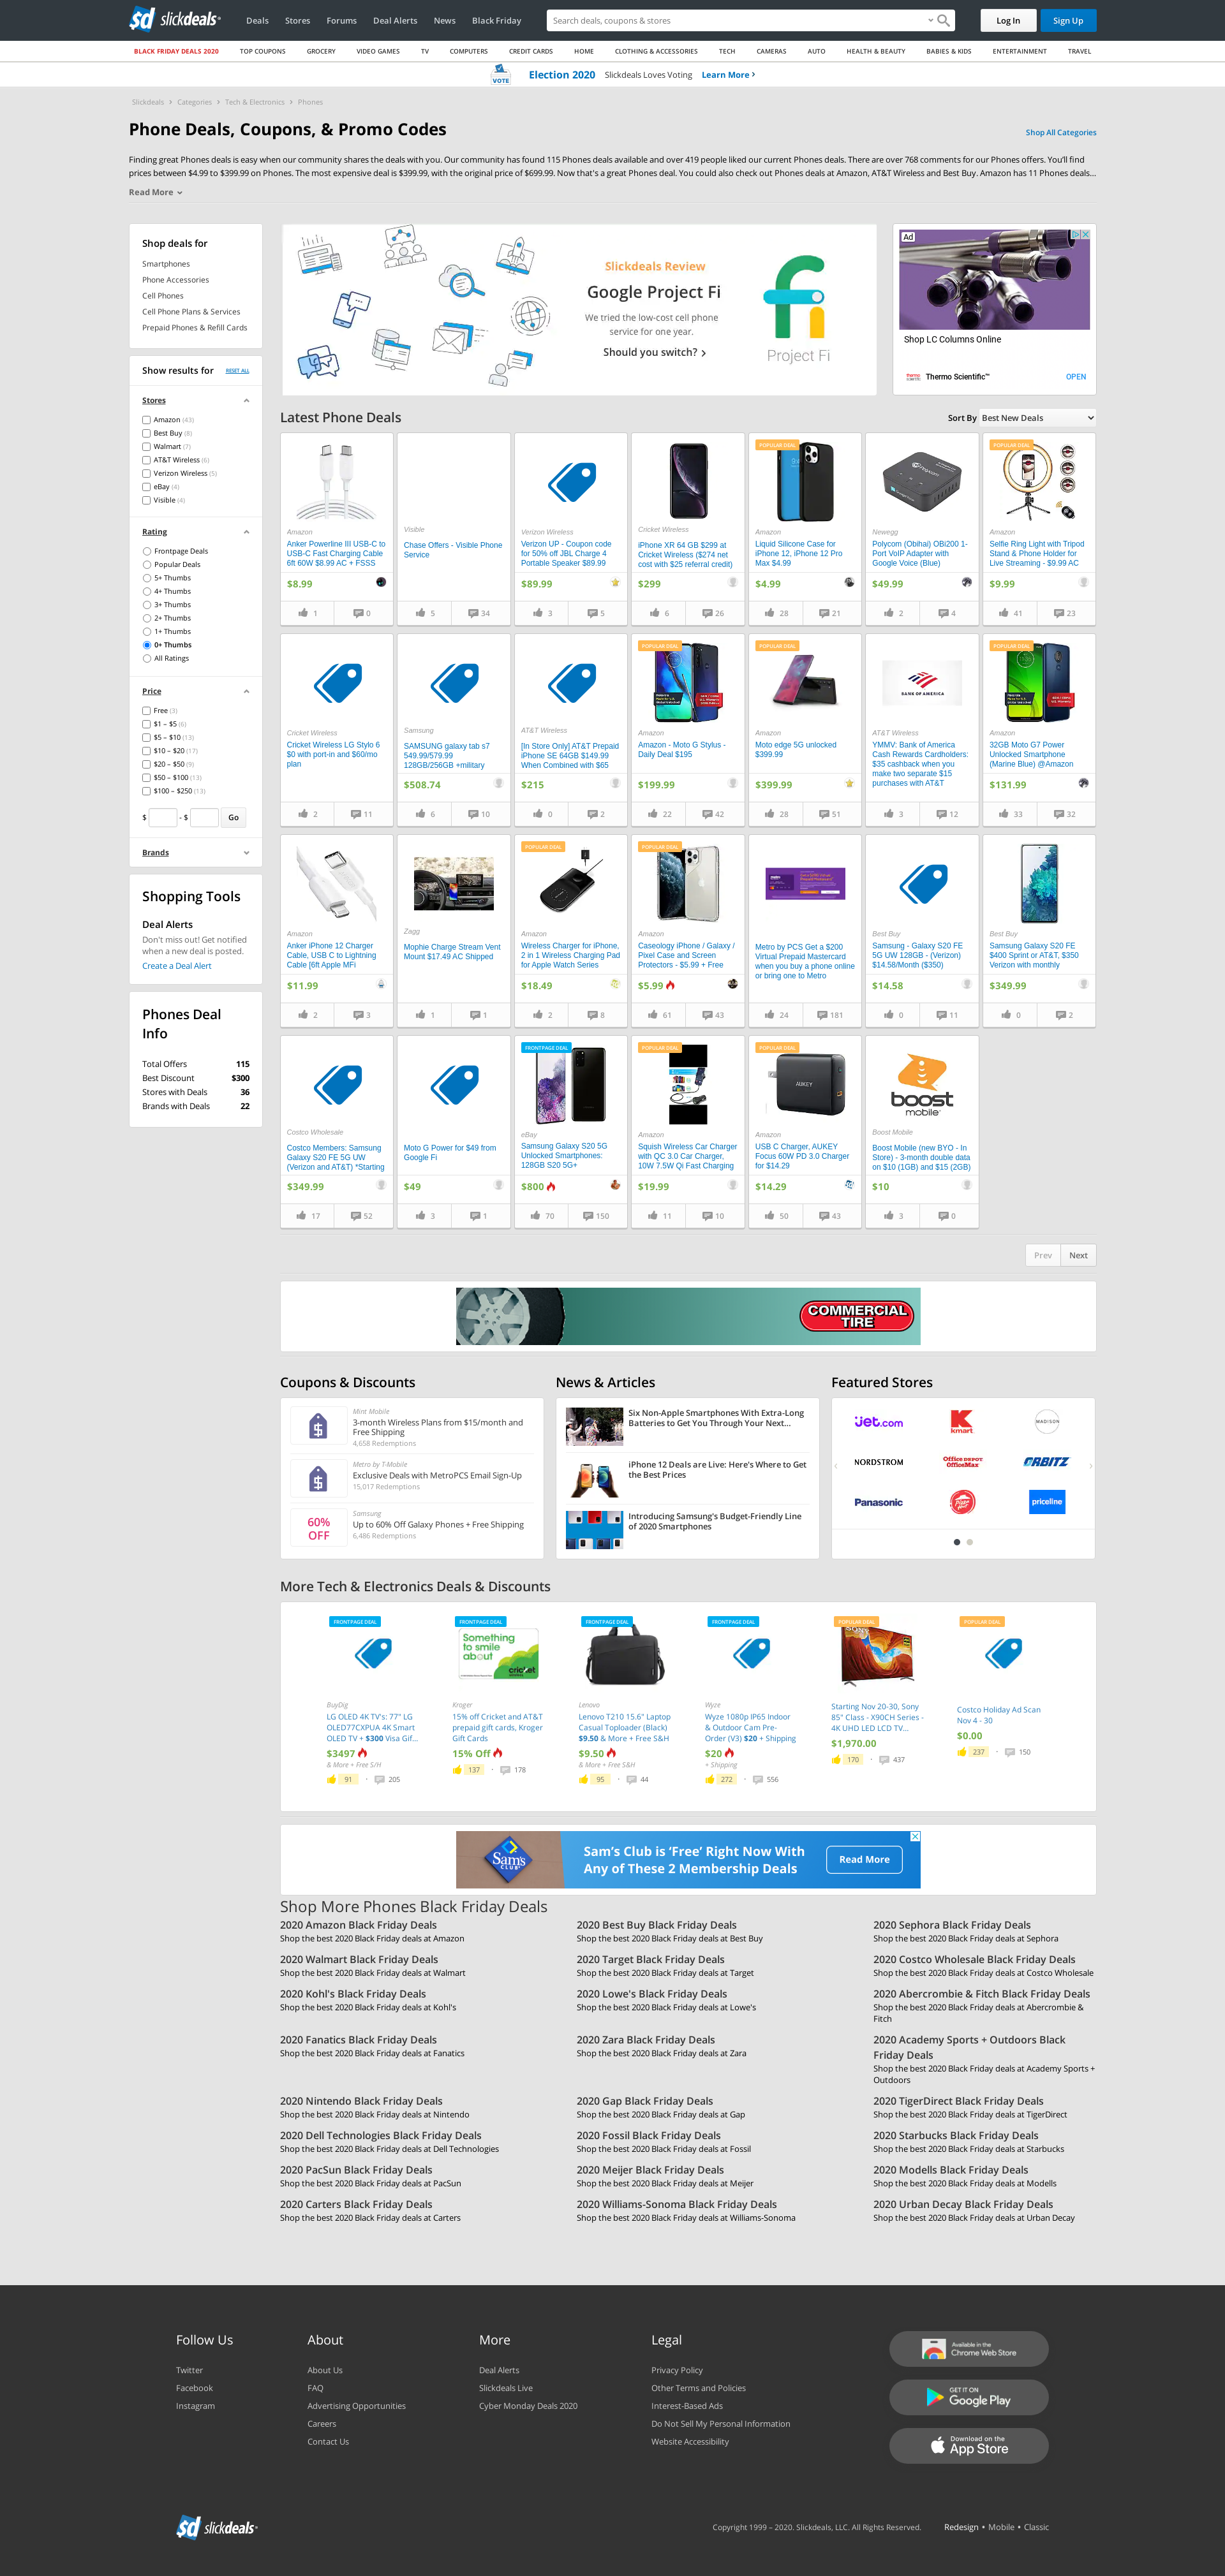 slickdeals
Deals Stores Forums Deal Alerts News Black Friday
Search deals, coupons & stores
Log In Sign Up
BLACK FRIDAY DEALS 2020 TOP COUPONS GROCERY VIDEO GAMES TV COMPUTERS CREDIT CARDS HOME CLOTHING & ACCESSORIES TECH CAMERAS AUTO HEALTH & BEAUTY BABIES & KIDS ENTERTAINMENT TRAVEL
VOTE Election 2020 Slickdeals Loves Voting Learn More
Slickdeals › Categories › Tech & Electronics › Phones
Phone Deals, Coupons, & Promo Codes
Shop All Categories
Finding great Phones deals is easy when our community shares the deals with you. Our community has found 115 Phones deals available and over 419 people liked our current Phones deals. There are over 768 comments for our Phones offers. You'll find
prices between $4.99 to $399.99 on Phones. The most expensive deal is $399.99, with the original price of $699.99. Now that's a great Phones deal. You could also check out Phones deals at Amazon, AT&T Wireless and Best Buy. Amazon has 11 Phones deals...
Read More
Shop deals for
Smartphones
Phone Accessories
Cell Phones
Cell Phone Plans & Services
Prepaid Phones & Refill Cards
Show results for RESET ALL
Stores
Amazon (43)
Best Buy (8)
Walmart (7)
AT&T Wireless (6)
Verizon Wireless (5)
eBay (4)
Visible (4)
Rating
Frontpage Deals
Popular Deals
5+ Thumbs
4+ Thumbs
3+ Thumbs
2+ Thumbs
1+ Thumbs
0+ Thumbs
All Ratings
Price
Free (3)
$1 – $5 (6)
$5 – $10 (13)
$10 – $20 (17)
$20 – $50 (9)
$50 – $100 (13)
$100 – $250 (13)
$ - $ Go
Brands
Shopping Tools
Deal Alerts
Don't miss out! Get notified
when a new deal is posted.
Create a Deal Alert
Phones Deal
Info
Total Offers 115
Best Discount $300
Stores with Deals 36
Brands with Deals 22
Slickdeals Review
Google Project Fi
We tried the low-cost cell phone
service for one year.
Should you switch?
Project Fi
Ad
Shop LC Columns Online
Thermo Scientific™ OPEN
Latest Phone Deals
Sort By Best New Deals
Amazon
Anker Powerline III USB-C to
USB-C Fast Charging Cable
6ft 60W $8.99 AC + FSSS
$8.99
1 0
Visible
Chase Offers - Visible Phone
Service
5 34
Verizon Wireless
Verizon UP - Coupon code
for 50% off JBL Charge 4
Portable Speaker $89.99
$89.99
3 5
Cricket Wireless
iPhone XR 64 GB $299 at
Cricket Wireless ($274 net
cost with $25 referral credit)
$299
6 26
POPULAR DEAL
Amazon
Liquid Silicone Case for
iPhone 12, iPhone 12 Pro
Max $4.99
$4.99
28 21
Newegg
Polycom (Obihai) OBi200 1-
Port VoIP Adapter with
Google Voice (Blue)
$49.99
2 4
POPULAR DEAL
Amazon
Selfie Ring Light with Tripod
Stand & Phone Holder for
Live Streaming - $9.99 AC
$9.99
41 23
Cricket Wireless
Cricket Wireless LG Stylo 6
$0 with port-in and $60/mo
plan
2 11
Samsung
SAMSUNG galaxy tab s7
549.99/579.99
128GB/256GB +military
$508.74
6 10
AT&T Wireless
[In Store Only] AT&T Prepaid
iPhone SE 64GB $149.99
When Combined with $65
$215
0 2
POPULAR DEAL
Amazon
Amazon - Moto G Stylus -
Daily Deal $195
$199.99
22 42
POPULAR DEAL
Amazon
Moto edge 5G unlocked
$399.99
$399.99
28 51
BANK OF AMERICA
AT&T Wireless
YMMV: Bank of America
Cash Rewards Cardholders:
$35 cashback when you
make two separate $15
purchases with AT&T
3 12
POPULAR DEAL
Amazon
32GB Moto G7 Power
Unlocked Smartphone
(Marine Blue) @Amazon
$131.99
33 32
Amazon
Anker iPhone 12 Charger
Cable, USB C to Lightning
Cable [6ft Apple MFi
$11.99
2 3
Zagg
Mophie Charge Stream Vent
Mount $17.49 AC Shipped
1 1
POPULAR DEAL
Amazon
Wireless Charger for iPhone,
2 in 1 Wireless Charging Pad
for Apple Watch Series
$18.49
2 8
POPULAR DEAL
Amazon
Caseology iPhone / Galaxy /
Pixel Case and Screen
Protectors - $5.99 + Free
$5.99
61 43
Metro by PCS Get a $200
Virtual Prepaid Mastercard
when you buy a phone online
or bring one to Metro
24 181
Best Buy
Samsung - Galaxy S20 FE
5G UW 128GB - (Verizon)
$14.58/Month ($350)
$14.58
0 11
Best Buy
Samsung Galaxy S20 FE
$400 Sprint or AT&T, $350
Verizon with monthly
$349.99
0 2
Costco Wholesale
Costco Members: Samsung
Galaxy S20 FE 5G UW
(Verizon and AT&T) *Starting
$349.99
17 52
Moto G Power for $49 from
Google Fi
$49
3 1
FRONTPAGE DEAL
eBay
Samsung Galaxy S20 5G
Unlocked Smartphones:
128GB S20 5G+
$800
70 150
POPULAR DEAL
Amazon
Squish Wireless Car Charger
with QC 3.0 Car Charger,
10W 7.5W Qi Fast Charging
$19.99
11 10
POPULAR DEAL
AUKEY
Amazon
USB C Charger, AUKEY
Focus 60W PD 3.0 Charger
for $14.29
$14.29
50 43
boost
mobile
Boost Mobile
Boost Mobile (new BYO - In
Store) - 3-month double data
on $10 (1GB) and $15 (2GB)
$10
3 0
Prev Next
COMMERCIAL
TIRE
Coupons & Discounts
Mint Mobile
3-month Wireless Plans from $15/month and
Free Shipping
4,658 Redemptions
Metro by T-Mobile
Exclusive Deals with MetroPCS Email Sign-Up
15,017 Redemptions
60%
OFF
Samsung
Up to 60% Off Galaxy Phones + Free Shipping
6,486 Redemptions
News & Articles
Six Non-Apple Smartphones With Extra-Long
Batteries to Get You Through Your Next...
iPhone 12 Deals are Live: Here's Where to Get
the Best Prices
Introducing Samsung's Budget-Friendly Line
of 2020 Smartphones
Featured Stores
jet.com kmart MADISON
NORDSTROM Office DEPOT OfficeMax ORBITZ
Panasonic Pizza Hut priceline
More Tech & Electronics Deals & Discounts
FRONTPAGE DEAL
BuyDig
LG OLED 4K TV's: 77" LG
OLED77CXPUA 4K Smart
OLED TV + $300 Visa Gif...
$3497
& More + Free S/H
91 · 205
FRONTPAGE DEAL
Something
to smile
about
cricket
Kroger
15% off Cricket and AT&T
prepaid gift cards, Kroger
Gift Cards
15% Off
137 · 178
FRONTPAGE DEAL
Lenovo
Lenovo T210 15.6" Laptop
Casual Toploader (Black)
$9.50 & More + Free S&H
$9.50
& More + Free S&H
95 · 44
FRONTPAGE DEAL
Wyze
Wyze 1080p IP65 Indoor
& Outdoor Cam Pre-
Order (V3) $20 + Shipping
$20
+ Shipping
272 · 556
POPULAR DEAL
Starting Nov 20-30, Sony
85" Class - X90CH Series -
4K UHD LED LCD TV...
$1,970.00
170 · 437
POPULAR DEAL
Costco Holiday Ad Scan
Nov 4 - 30
$0.00
237 · 150
Sam's CLUB
Sam's Club is 'Free' Right Now With
Any of These 2 Membership Deals
Read More
Shop More Phones Black Friday Deals
2020 Amazon Black Friday Deals
Shop the best 2020 Black Friday deals at Amazon
2020 Best Buy Black Friday Deals
Shop the best 2020 Black Friday deals at Best Buy
2020 Sephora Black Friday Deals
Shop the best 2020 Black Friday deals at Sephora
2020 Walmart Black Friday Deals
Shop the best 2020 Black Friday deals at Walmart
2020 Target Black Friday Deals
Shop the best 2020 Black Friday deals at Target
2020 Costco Wholesale Black Friday Deals
Shop the best 2020 Black Friday deals at Costco Wholesale
2020 Kohl's Black Friday Deals
Shop the best 2020 Black Friday deals at Kohl's
2020 Lowe's Black Friday Deals
Shop the best 2020 Black Friday deals at Lowe's
2020 Abercrombie & Fitch Black Friday Deals
Shop the best 2020 Black Friday deals at Abercrombie &
Fitch
2020 Fanatics Black Friday Deals
Shop the best 2020 Black Friday deals at Fanatics
2020 Zara Black Friday Deals
Shop the best 2020 Black Friday deals at Zara
2020 Academy Sports + Outdoors Black
Friday Deals
Shop the best 2020 Black Friday deals at Academy Sports +
Outdoors
2020 Nintendo Black Friday Deals
Shop the best 2020 Black Friday deals at Nintendo
2020 Gap Black Friday Deals
Shop the best 2020 Black Friday deals at Gap
2020 TigerDirect Black Friday Deals
Shop the best 2020 Black Friday deals at TigerDirect
2020 Dell Technologies Black Friday Deals
Shop the best 2020 Black Friday deals at Dell Technologies
2020 Fossil Black Friday Deals
Shop the best 2020 Black Friday deals at Fossil
2020 Starbucks Black Friday Deals
Shop the best 2020 Black Friday deals at Starbucks
2020 PacSun Black Friday Deals
Shop the best 2020 Black Friday deals at PacSun
2020 Meijer Black Friday Deals
Shop the best 2020 Black Friday deals at Meijer
2020 Modells Black Friday Deals
Shop the best 2020 Black Friday deals at Modells
2020 Carters Black Friday Deals
Shop the best 2020 Black Friday deals at Carters
2020 Williams-Sonoma Black Friday Deals
Shop the best 2020 Black Friday deals at Williams-Sonoma
2020 Urban Decay Black Friday Deals
Shop the best 2020 Black Friday deals at Urban Decay
Follow Us
Twitter
Facebook
Instagram
About
About Us
FAQ
Advertising Opportunities
Careers
Contact Us
More
Deal Alerts
Slickdeals Live
Cyber Monday Deals 2020
Legal
Privacy Policy
Other Terms and Policies
Interest-Based Ads
Do Not Sell My Personal Information
Website Accessibility
Available in the
Chrome Web Store
GET IT ON
Google Play
Download on the
App Store
slickdeals
Copyright 1999 – 2020. Slickdeals, LLC. All Rights Reserved. Redesign • Mobile • Classic